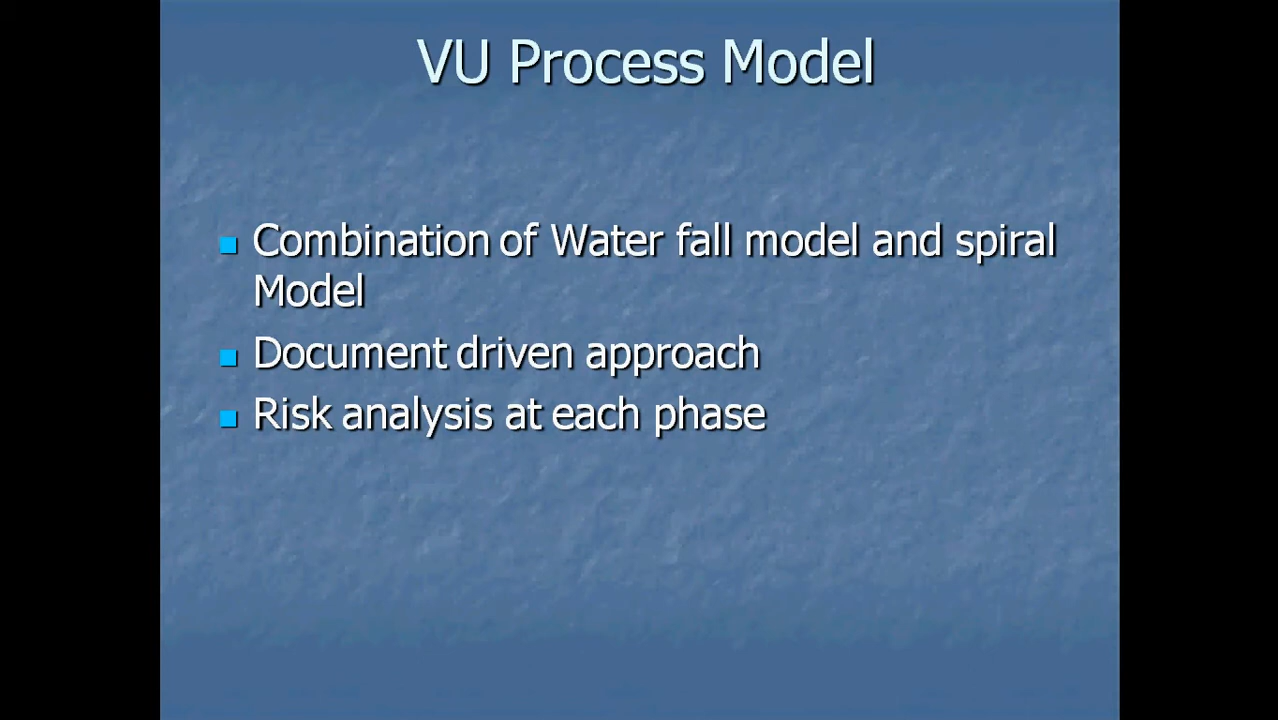 VU Process Model
Combination of Water fall model and spiral
Model
Document driven approach
Risk analysis at each phase